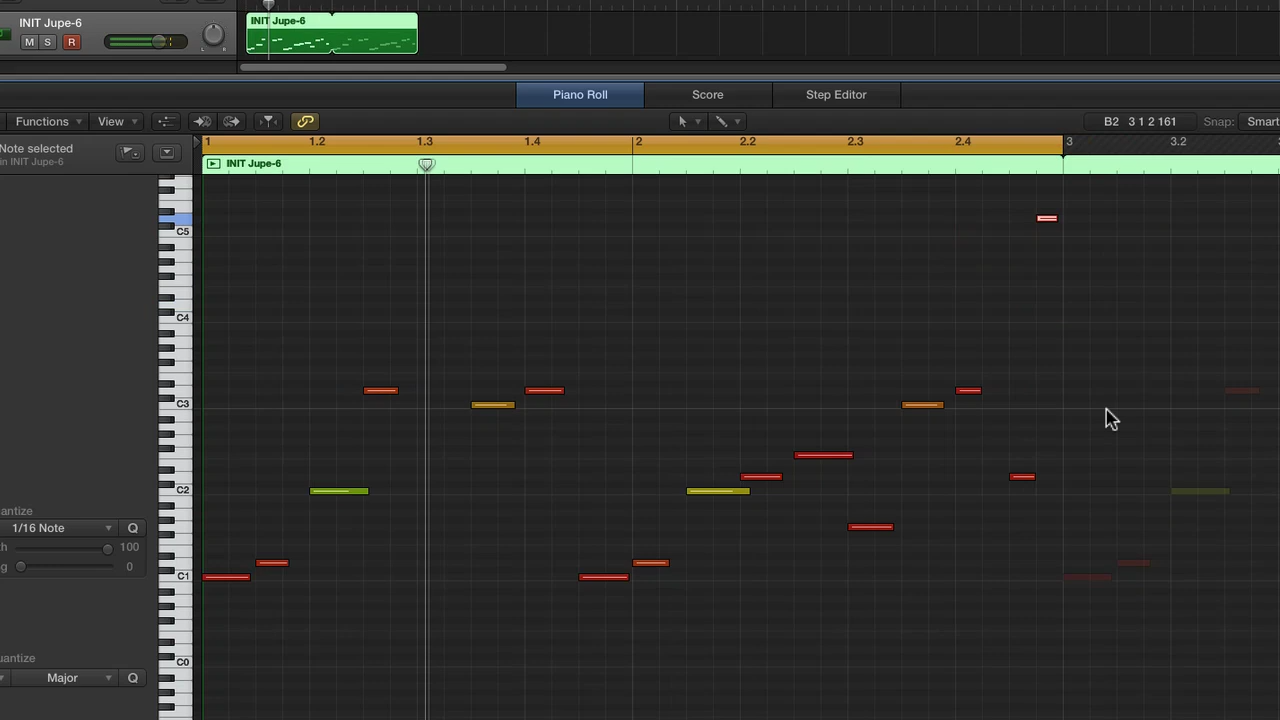 INIT Jupe-6
M S R
L R
INIT Jupe-6
Piano Roll
Score
Step Editor
Functions
View
B2 3 1 2 161
Snap:
Smart
Note selected
in INIT Jupe-6
1
1.2
1.3
1.4
2
2.2
2.3
2.4
3
3.2
INIT Jupe-6
C5
C4
C3
C2
C1
C0
antize
1/16 Note
Q
th
100
ng
0
uantize
Major
Q